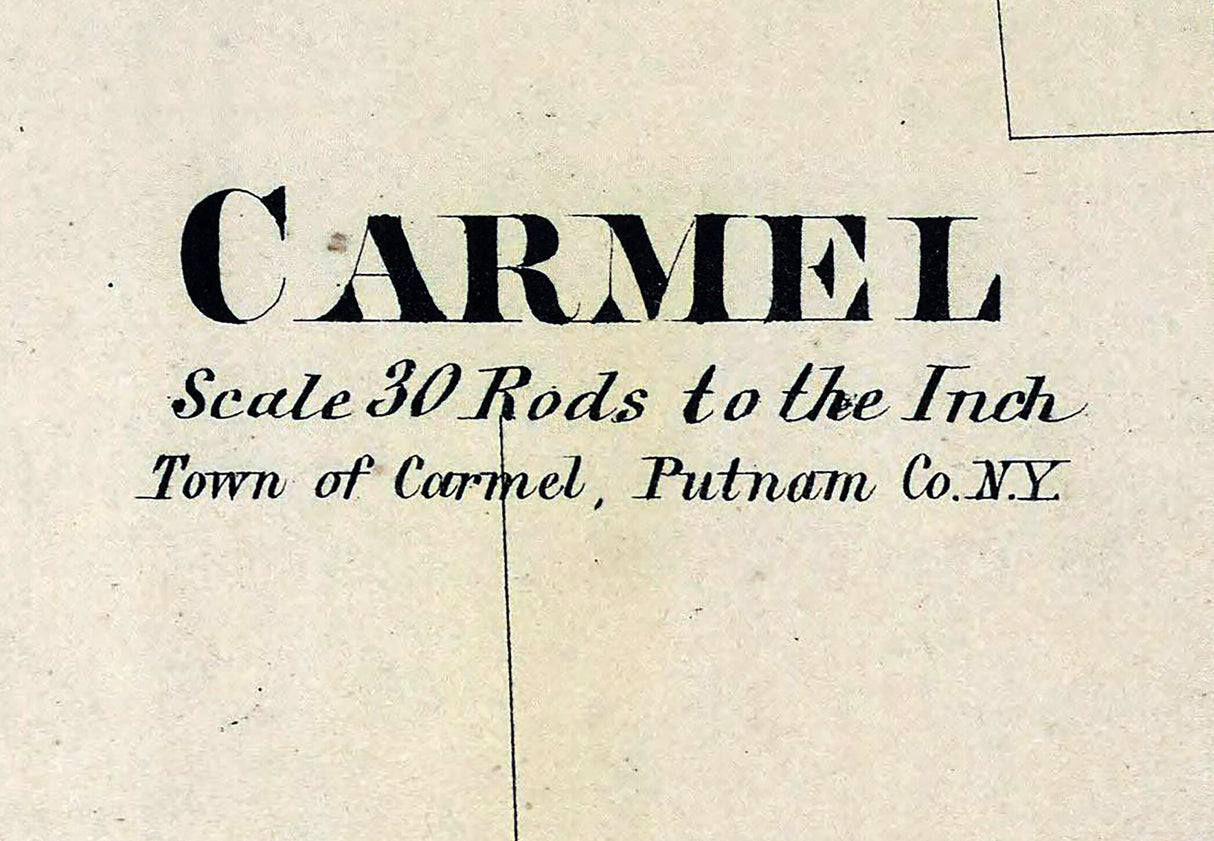 CARMEL
Scale 30 Rods to the Inch
Town of Carmel, Putnam Co. N.Y.